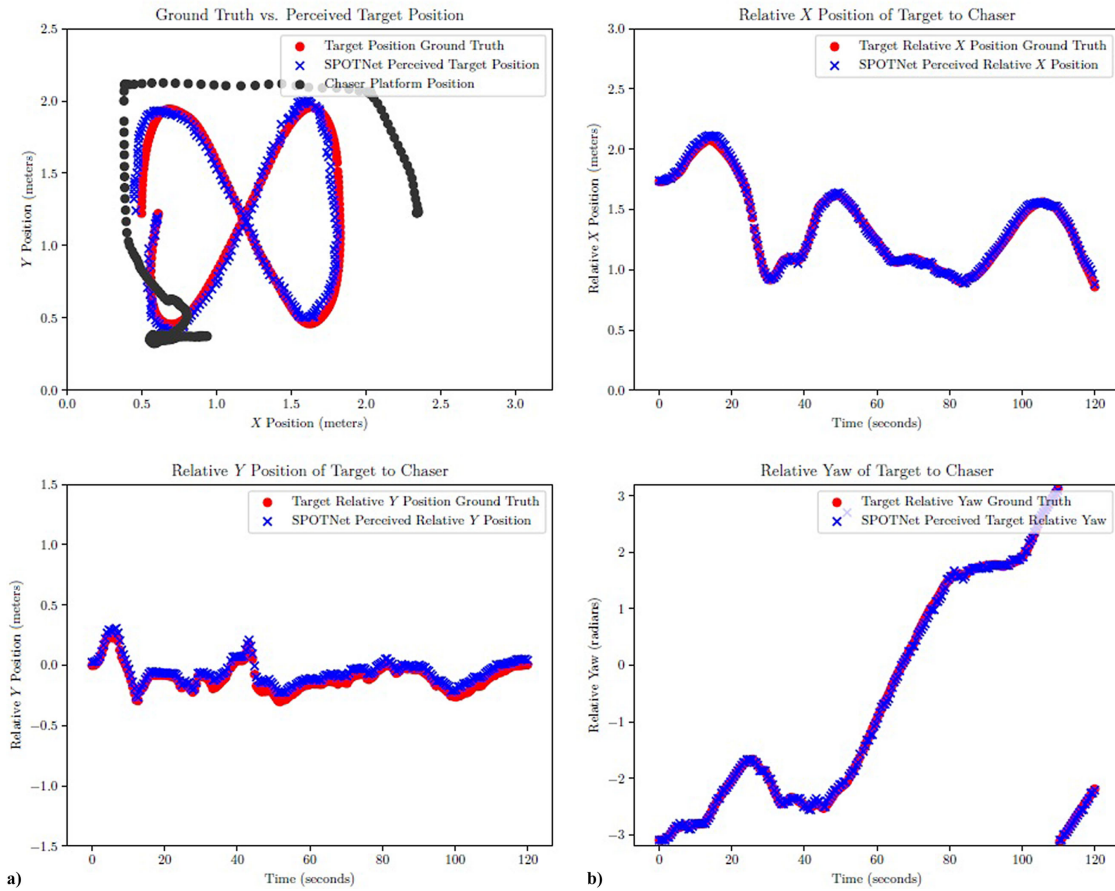 Ground Truth vs. Perceived Target Position
Target Position Ground Truth
SPOTNet Perceived Target Position
Chaser Platform Position
2.5
2.0
1.5
1.0
0.5
0.0
Y Position (meters)
0.0 0.5 1.0 1.5 2.0 2.5 3.0
X Position (meters)
Relative X Position of Target to Chaser
Target Relative X Position Ground Truth
SPOTNet Perceived Relative X Position
3.0
2.5
2.0
1.5
1.0
0.5
0.0
Relative X Position (meters)
0 20 40 60 80 100 120
Time (seconds)
Relative Y Position of Target to Chaser
Target Relative Y Position Ground Truth
SPOTNet Perceived Relative Y Position
1.5
1.0
0.5
0.0
−0.5
−1.0
−1.5
Relative Y Position (meters)
0 20 40 60 80 100 120
Time (seconds)
Relative Yaw of Target to Chaser
Target Relative Yaw Ground Truth
SPOTNet Perceived Target Relative Yaw
3
2
1
0
−1
−2
−3
Relative Yaw (radians)
0 20 40 60 80 100 120
Time (seconds)
a)
b)